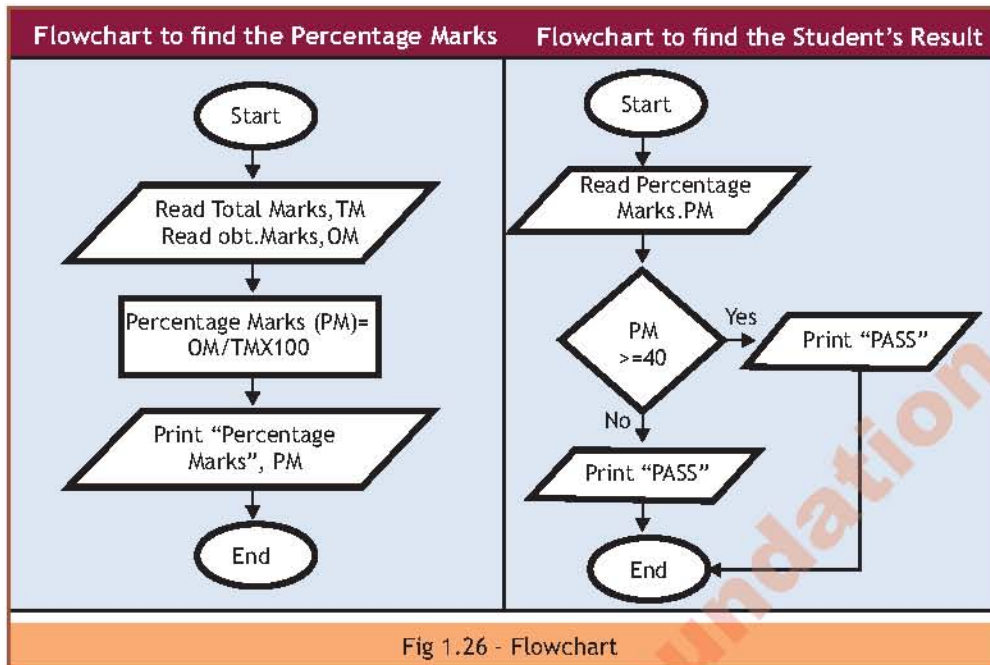 Flowchart to find the Percentage Marks
Start
Read Total Marks,TM
Read obt.Marks,OM
Percentage Marks (PM)=
OM/TMX100
Print “Percentage
Marks”, PM
End
Flowchart to find the Student’s Result
Start
Read Percentage
Marks.PM
PM
>=40
Yes
Print “PASS”
No
Print “PASS”
End
Fig 1.26 - Flowchart
undation